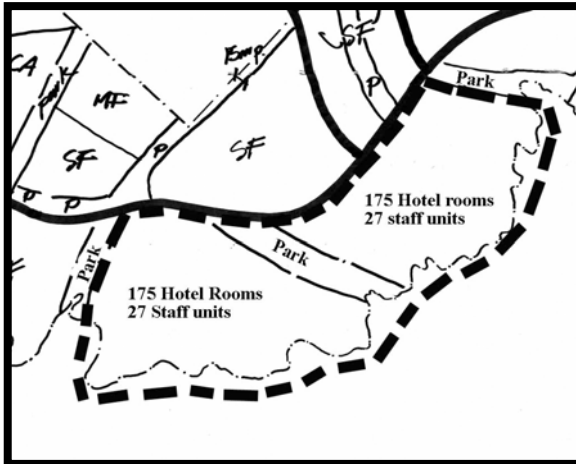 CA
Park
MF
SF
P
P
P
SF
P
SF
Park
175 Hotel rooms
27 staff units
Park
Park
175 Hotel Rooms
27 Staff units